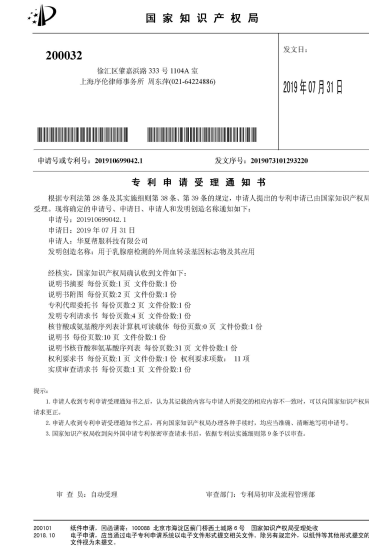 国家知识产权局
200032
徐汇区肇嘉浜路 333 号 1104A 室
上海序伦律师事务所 周东萍(021-64224886)
发文日：
2019年07月31日
申请号或专利号：201910699042.1
发文序号：2019073101293220
专利申请受理通知书
根据专利法第 28 条及其实施细则第 38 条、第 39 条的规定，申请人提出的专利申请已由国家知识产权局
受理。现将确定的申请号、申请日、申请人和发明创造名称通知如下：
申请号：201910699042.1
申请日：2019 年 07 月 31 日
申请人：华夏帮服科技有限公司
发明创造名称：用于乳腺癌检测的外周血转录基因标志物及其应用
经核实，国家知识产权局确认收到文件如下：
说明书摘要 每份页数:1 页 文件份数:1 份
说明书附图 每份页数:2 页 文件份数:1 份
专利代理委托书 每份页数:2 页 文件份数:1 份
发明专利请求书 每份页数:4 页 文件份数:1 份
核苷酸或氨基酸序列表计算机可读载体 每份页数:0 页 文件份数:1 份
说明书 每份页数:10 页 文件份数:1 份
说明书核苷酸和氨基酸序列表 每份页数:31 页 文件份数:1 份
权利要求书 每份页数:1 页 文件份数:1 份 权利要求项数： 11 项
实质审查请求书 每份页数:1 页 文件份数:1 份
提示：
1.申请人收到专利申请受理通知书之后，认为其记载的内容与申请人所提交的相应内容不一致时，可以向国家知识产权局
请求更正。
2.申请人收到专利申请受理通知书之后，再向国家知识产权局办理各种手续时，均应当准确、清晰地写明申请号。
3.国家知识产权局收到向外国申请专利保密审查请求书后，依据专利法实施细则第 9 条予以审查。
审 查 员：自动受理
审查部门：专利局初审及流程管理部
200101
2018.10
纸件申请，回函请寄：100088 北京市海淀区蓟门桥西土城路 6 号 国家知识产权局受理处收
电子申请，应当通过电子专利申请系统以电子文件形式提交相关文件。除另有规定外，以纸件等其他形式提交的
文件视为未提交。